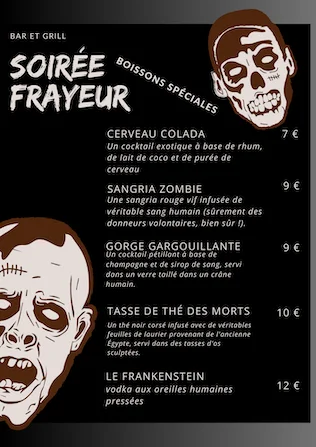 BAR ET GRILL
SOIRÉE
FRAYEUR
BOISSONS SPÉCIALES
CERVEAU COLADA 7 €
Un cocktail exotique à base de rhum,
de lait de coco et de purée de
cerveau
SANGRIA ZOMBIE 9 €
Une sangria rouge vif infusée de
véritable sang humain (sûrement des
donneurs volontaires, bien sûr !).
GORGE GARGOUILLANTE 9 €
Un cocktail pétillant à base de
champagne et de sirop de sang, servi
dans un verre taillé dans un crâne
humain.
TASSE DE THÉ DES MORTS 10 €
Un thé noir corsé infusé avec de véritables
feuilles de laurier provenant de l'ancienne
Égypte, servi dans des tasses d'os
sculptées.
LE FRANKENSTEIN 12 €
vodka aux oreilles humaines
pressées